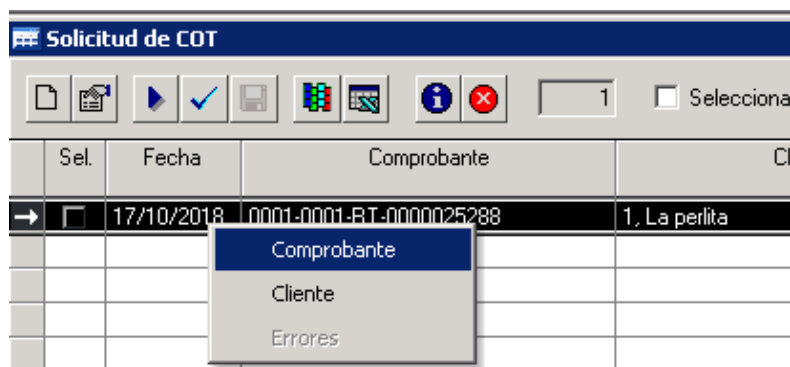 Solicitud de COT
1 Selecciona
Sel. Fecha Comprobante Cl
17/10/2018 0001-0001-RT-0000025288 1, La perlita
Comprobante
Cliente
Errores